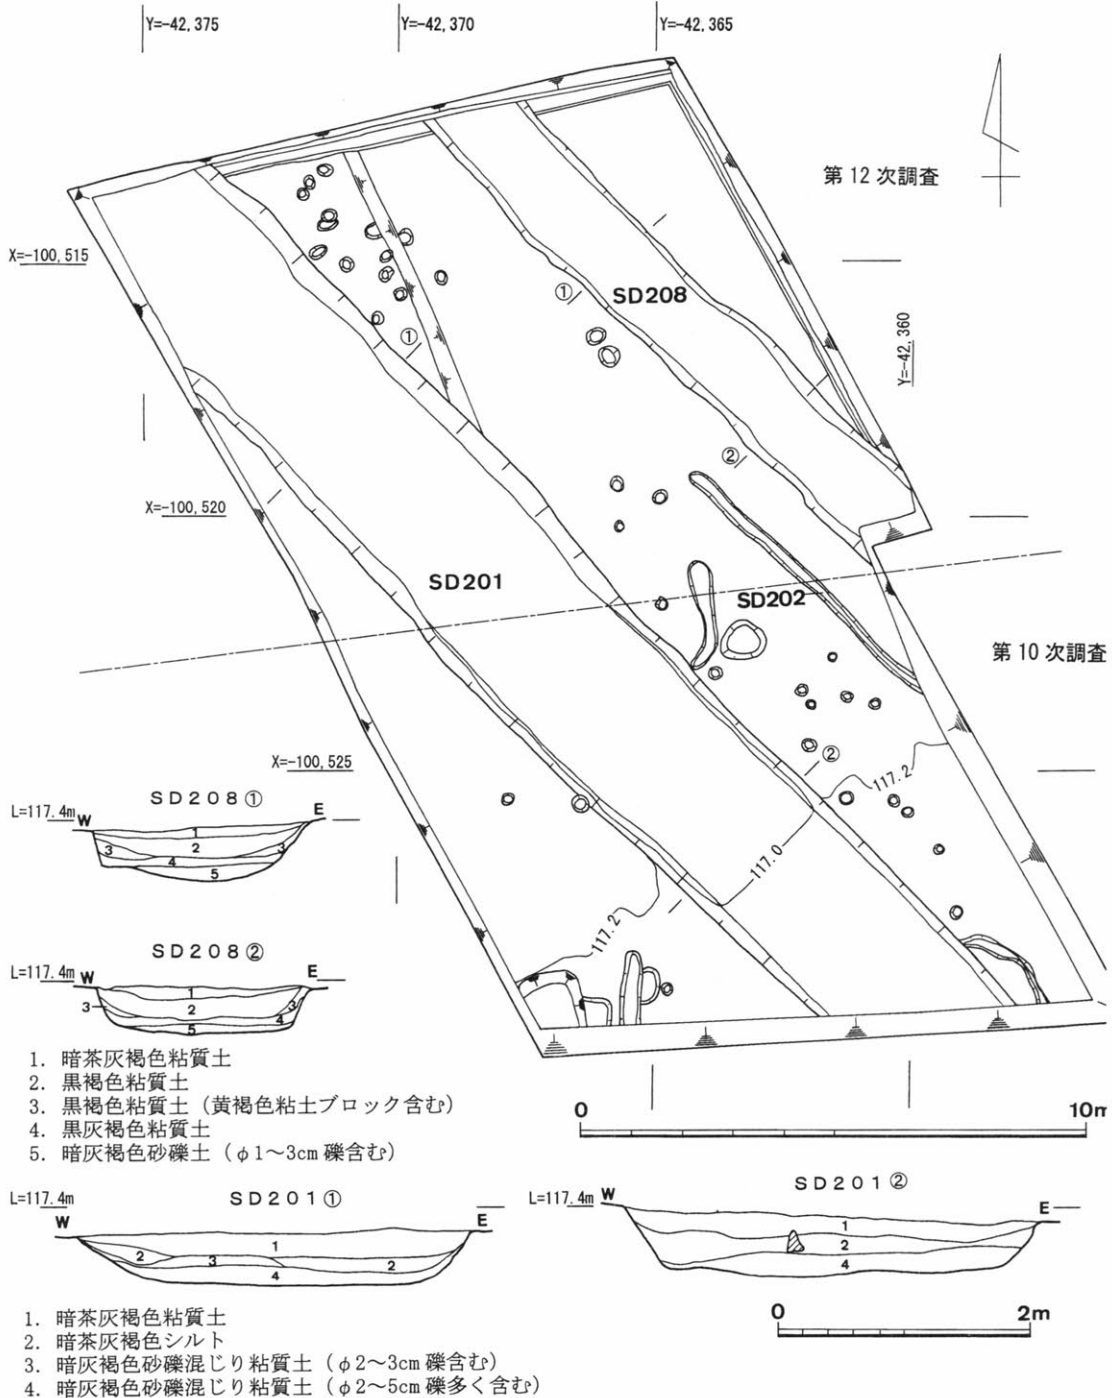 Y=-42,375
Y=-42,370
Y=-42,365
第12次調査
X=-100,515
①
SD208
①
Y=-42,360
②
X=-100,520
SD201
SD202
第10次調査
X=-100,525
②
117.2
117.0
117.2
SD208①
L=117.4m W
E
1
2
3
3
4
5
SD208②
L=117.4m W
E
1
2
3
3
4
5
1. 暗茶灰褐色粘質土
2. 黒褐色粘質土
3. 黒褐色粘質土(黄褐色粘土ブロック含む)
4. 黒灰褐色粘質土
5. 暗灰褐色砂礫土(φ1~3cm礫含む)
0
10m
SD201①
L=117.4m
W
E
1
2
3
2
4
SD201②
L=117.4m W
E
1
2
4
0
2m
1. 暗茶灰褐色粘質土
2. 暗茶灰褐色シルト
3. 暗灰褐色砂礫混じり粘質土(φ2~3cm礫含む)
4. 暗灰褐色砂礫混じり粘質土(φ2~5cm礫多く含む)